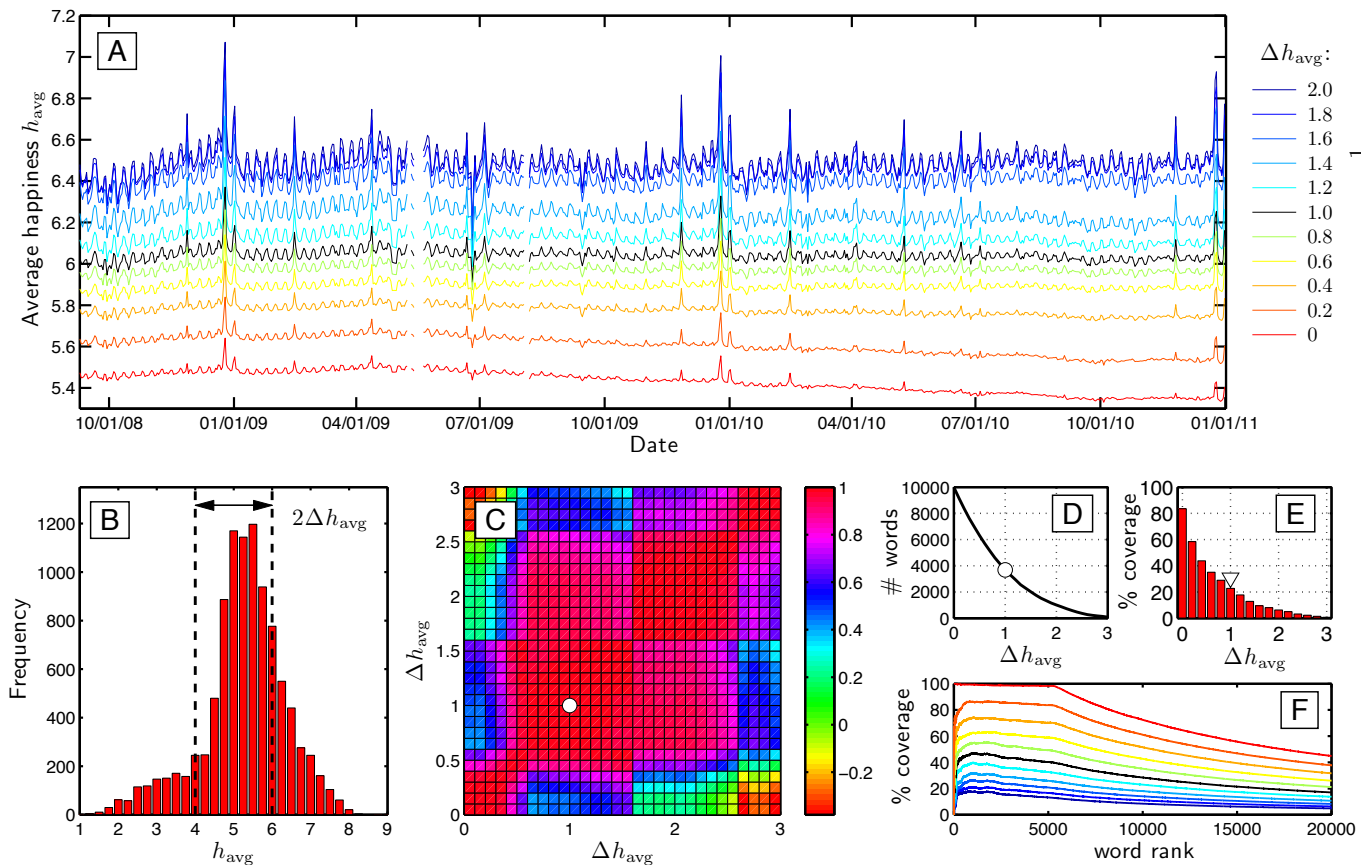 A
7.2
7
6.8
6.6
6.4
6.2
6
5.8
5.6
5.4
Average happiness h_avg
10/01/08 01/01/09 04/01/09 07/01/09 10/01/09 01/01/10 04/01/10 07/01/10 10/01/10 01/01/11
Date
Δh_avg:
2.0
1.8
1.6
1.4
1.2
1.0
0.8
0.6
0.4
0.2
0
1
B
2Δh_avg
1200
1000
800
600
400
200
0
Frequency
1 2 3 4 5 6 7 8 9
h_avg
C
3
2.5
2
1.5
1
0.5
0
Δh_avg
0 1 2 3
Δh_avg
1
0.8
0.6
0.4
0.2
0
−0.2
D
10000
8000
6000
4000
2000
0
# words
0 1 2 3
Δh_avg
E
100
80
60
40
20
0
% coverage
0 1 2 3
Δh_avg
F
100
80
60
40
20
0
% coverage
0 5000 10000 15000 20000
word rank